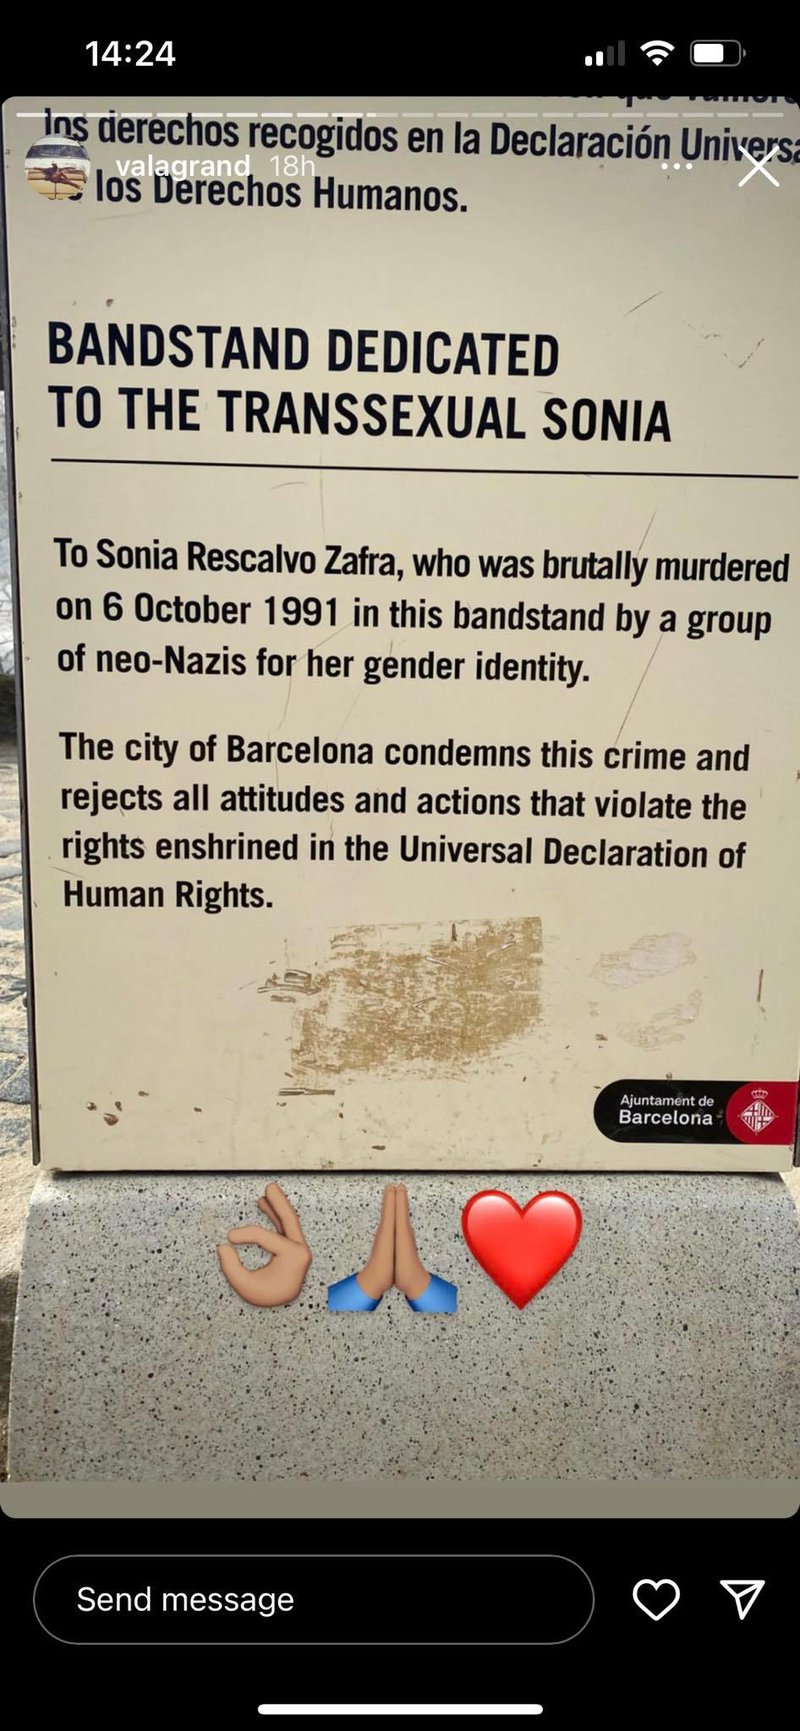 14:24
los derechos recogidos en la Declaración
valagrand 18h
los Derechos Humanos.
BANDSTAND DEDICATED
TO THE TRANSSEXUAL SONIA
To Sonia Rescalvo Zafra, who was brutally murdered
on 6 October 1991 in this bandstand by a group
of neo-Nazis for her gender identity.
The city of Barcelona condemns this crime and
rejects all attitudes and actions that violate the
rights enshrined in the Universal Declaration of
Human Rights.
Ajuntament de
Barcelona
Send message